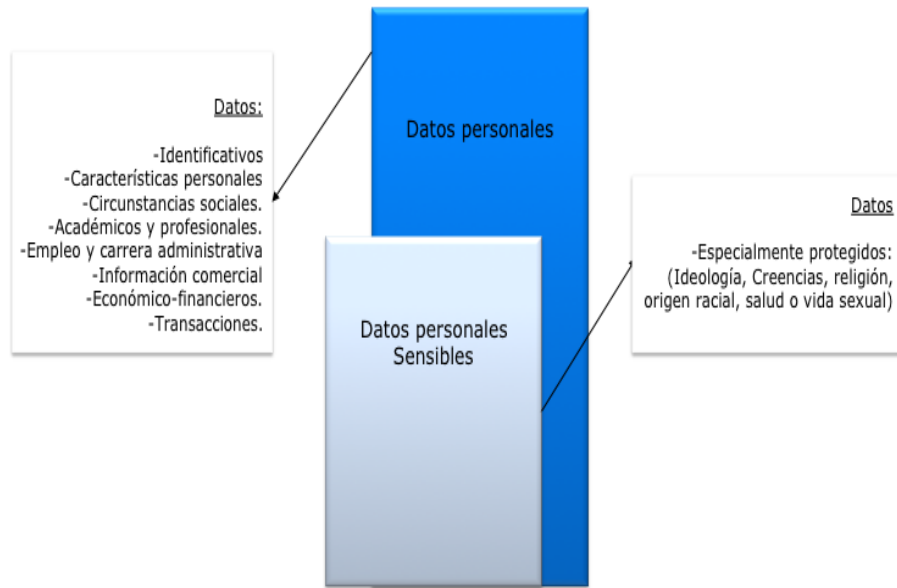 Datos:
-Identificativos
-Características personales
-Circunstancias sociales.
-Académicos y profesionales.
-Empleo y carrera administrativa
-Información comercial
-Económico-financieros.
-Transacciones.
Datos personales
Datos personales
Sensibles
Datos
-Especialmente protegidos:
(Ideología, Creencias, religión,
origen racial, salud o vida sexual)